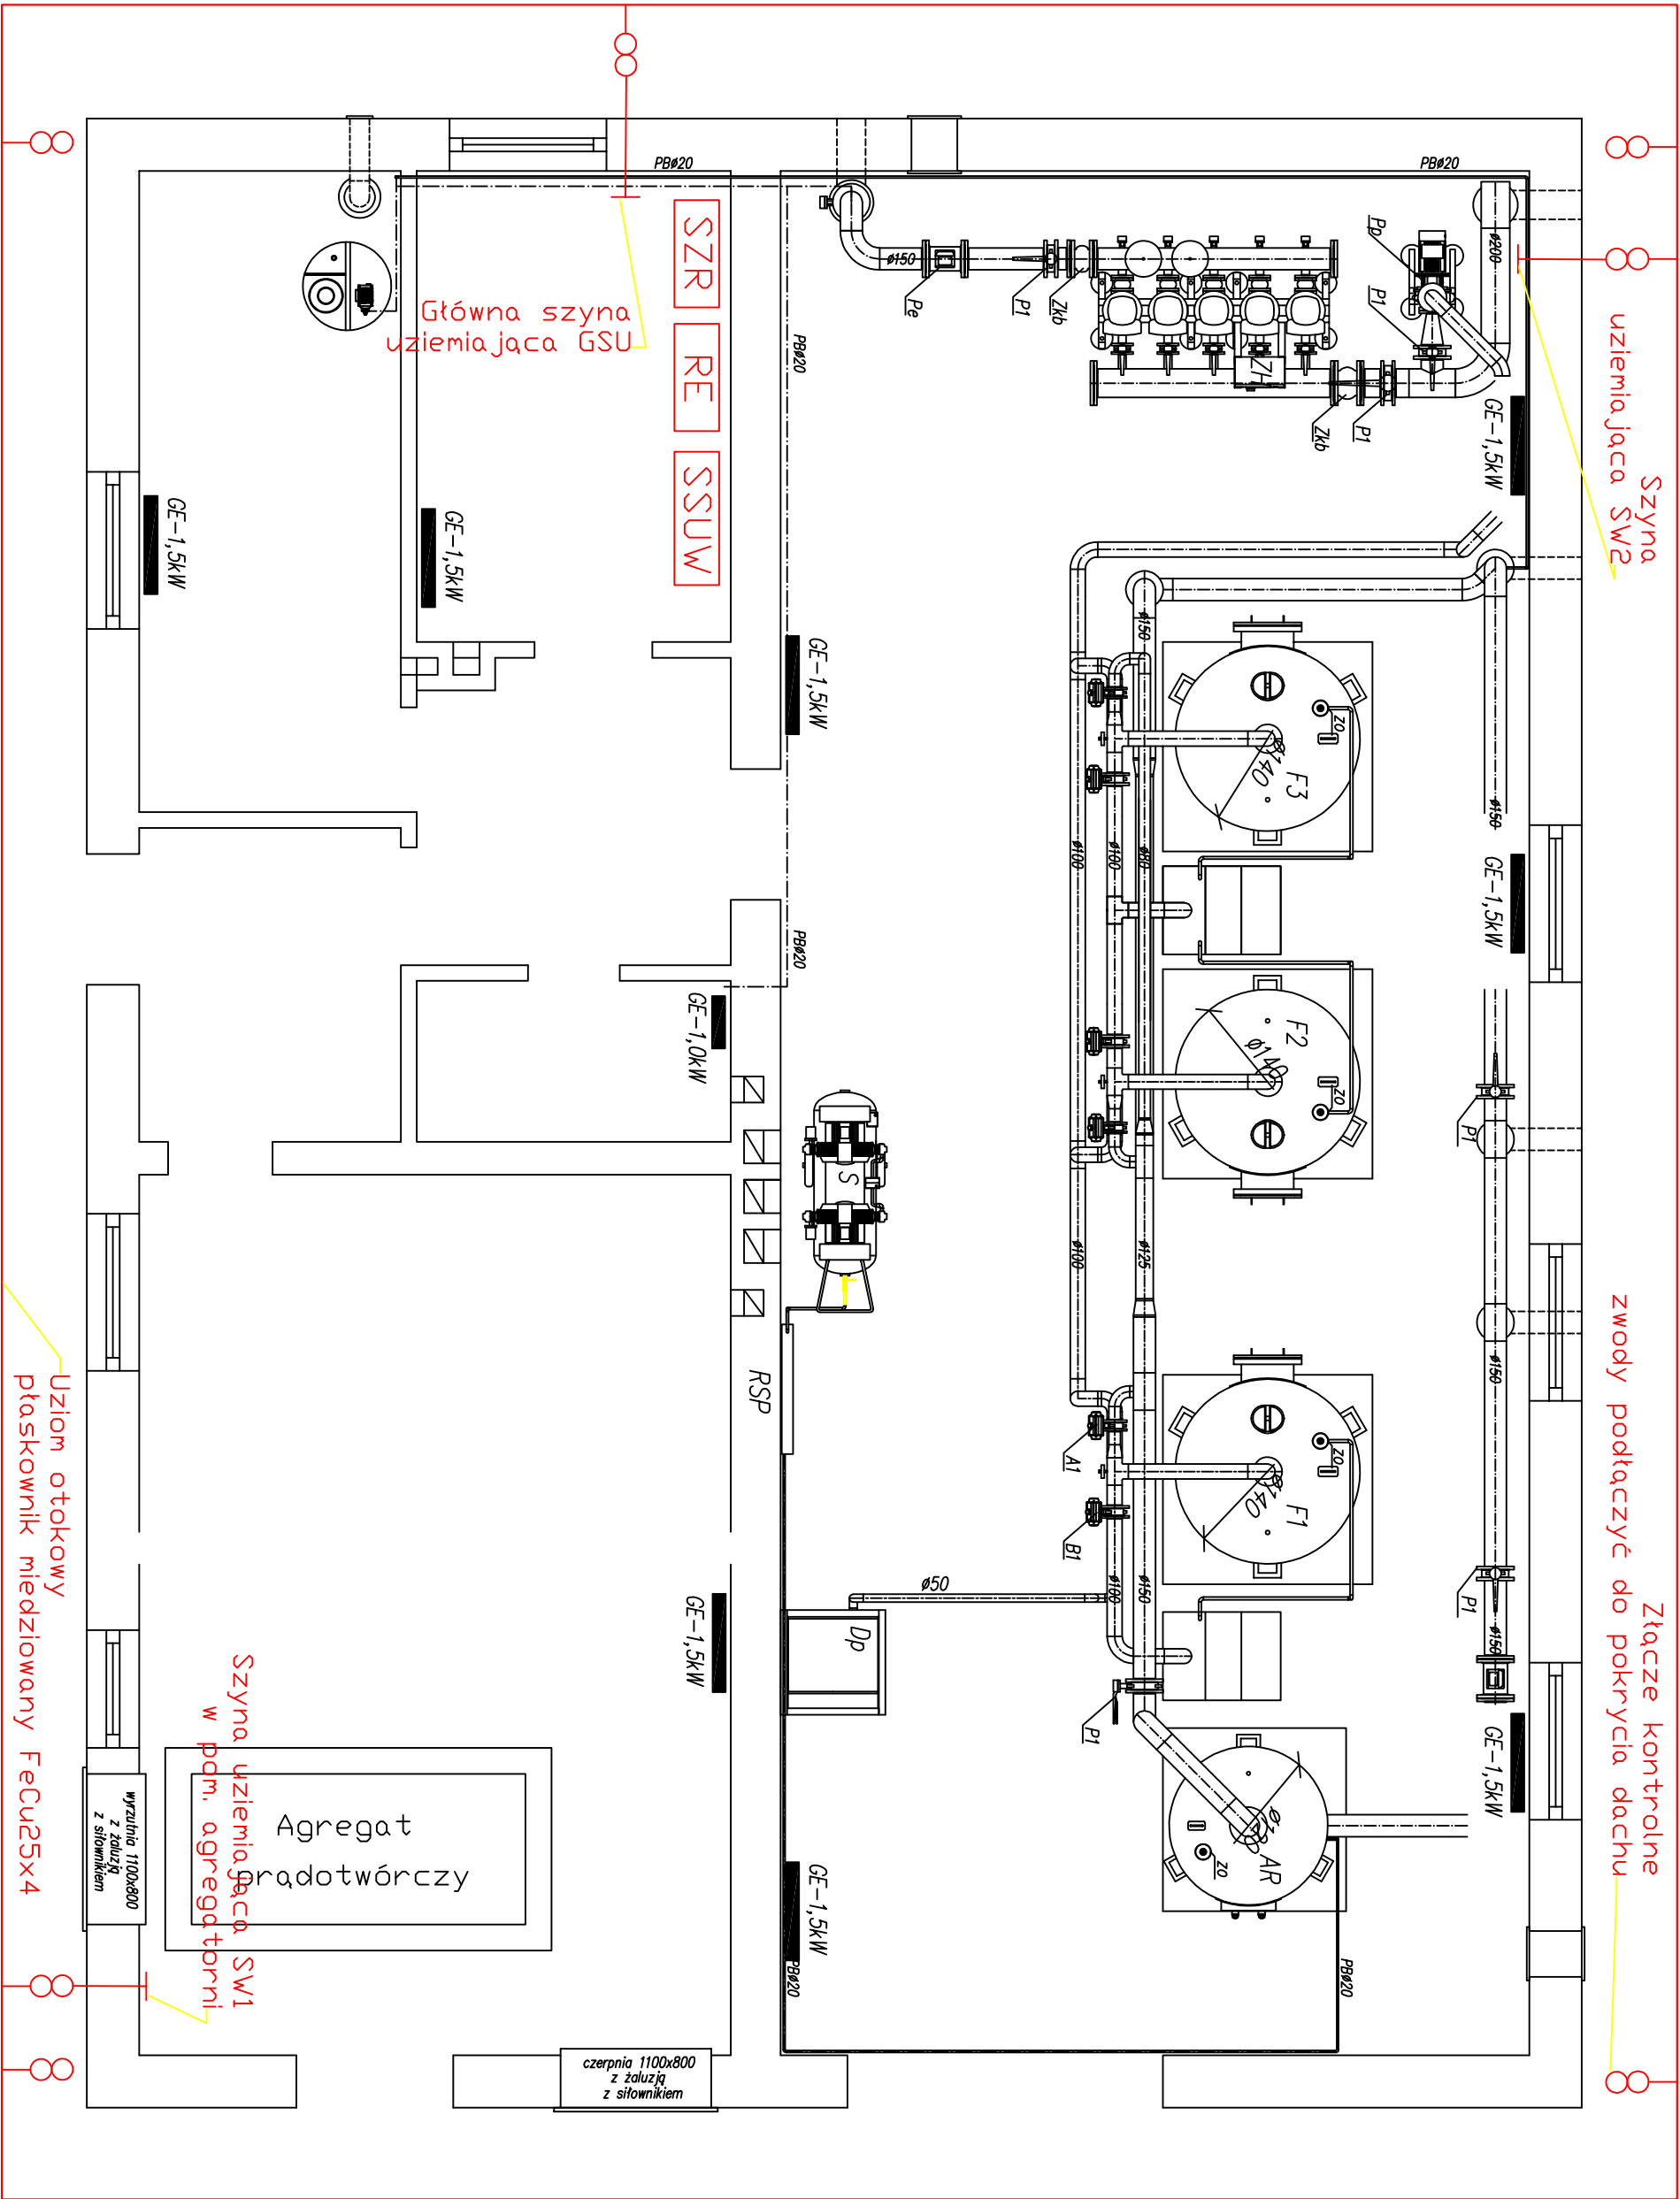 Szyna
uziemiająca SW2
Złącze kontrolne
zwody podłączyć do pokrycia dachu
GE-1,5kW
GE-1,5kW
GE-1,5kW
PBø20
PBø20
ø200
Pp
P1
ø150
Pe
P1
Zkb
ZH
Zkb
P1
ø150
ø150
P1
ø150
P1
ø150
ø150
zo
ø140
F3
F2
ø140
zo
zo
ø140
F1
ø120
AR
zo
ø100
ø100
ø80
ø100
ø125
A1
B1
ø100
ø150
P1
ø50
Dp
PBø20
PBø20
PBø20
PBø20
SZR
RE
SSUW
Główna szyna
uziemiająca GSU
GE-1,5kW
GE-1,5kW
GE-1,5kW
GE-1,0kW
S
RSP
GE-1,5kW
GE-1,5kW
Agregat
prądotwórczy
Szyna uziemiająca SW1
w pom. agregatorni
wyrzutnia 1100x800
z żaluzją
z siłownikiem
czerpnia 1100x800
z żaluzją
z siłownikiem
Uziom otokowy
płaskownik miedziowany FeCu25x4